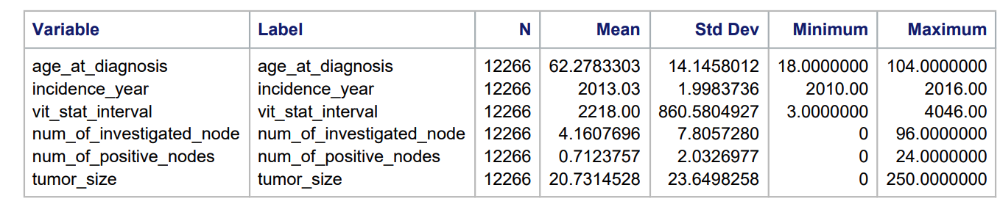 Variable Label N Mean Std Dev Minimum Maximum
age_at_diagnosis age_at_diagnosis 12266 62.2783303 14.1458012 18.0000000 104.0000000
incidence_year incidence_year 12266 2013.03 1.9983736 2010.00 2016.00
vit_stat_interval vit_stat_interval 12266 2218.00 860.5804927 3.0000000 4046.00
num_of_investigated_node num_of_investigated_node 12266 4.1607696 7.8057280 0 96.0000000
num_of_positive_nodes num_of_positive_nodes 12266 0.7123757 2.0326977 0 24.0000000
tumor_size tumor_size 12266 20.7314528 23.6498258 0 250.0000000